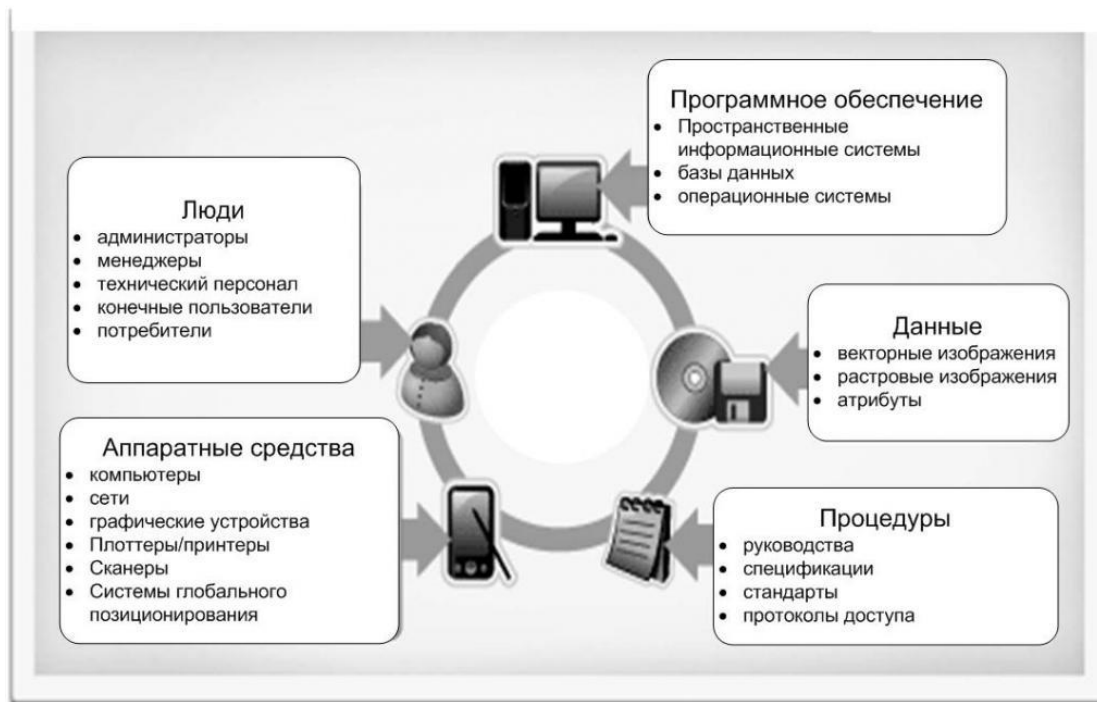 Программное обеспечение
• Пространственные
информационные системы
• базы данных
• операционные системы
Люди
• администраторы
• менеджеры
• технический персонал
• конечные пользователи
• потребители
Данные
• векторные изображения
• растровые изображения
• атрибуты
Аппаратные средства
• компьютеры
• сети
• графические устройства
• Плоттеры/принтеры
• Сканеры
• Системы глобального
позиционирования
Процедуры
• руководства
• спецификации
• стандарты
• протоколы доступа